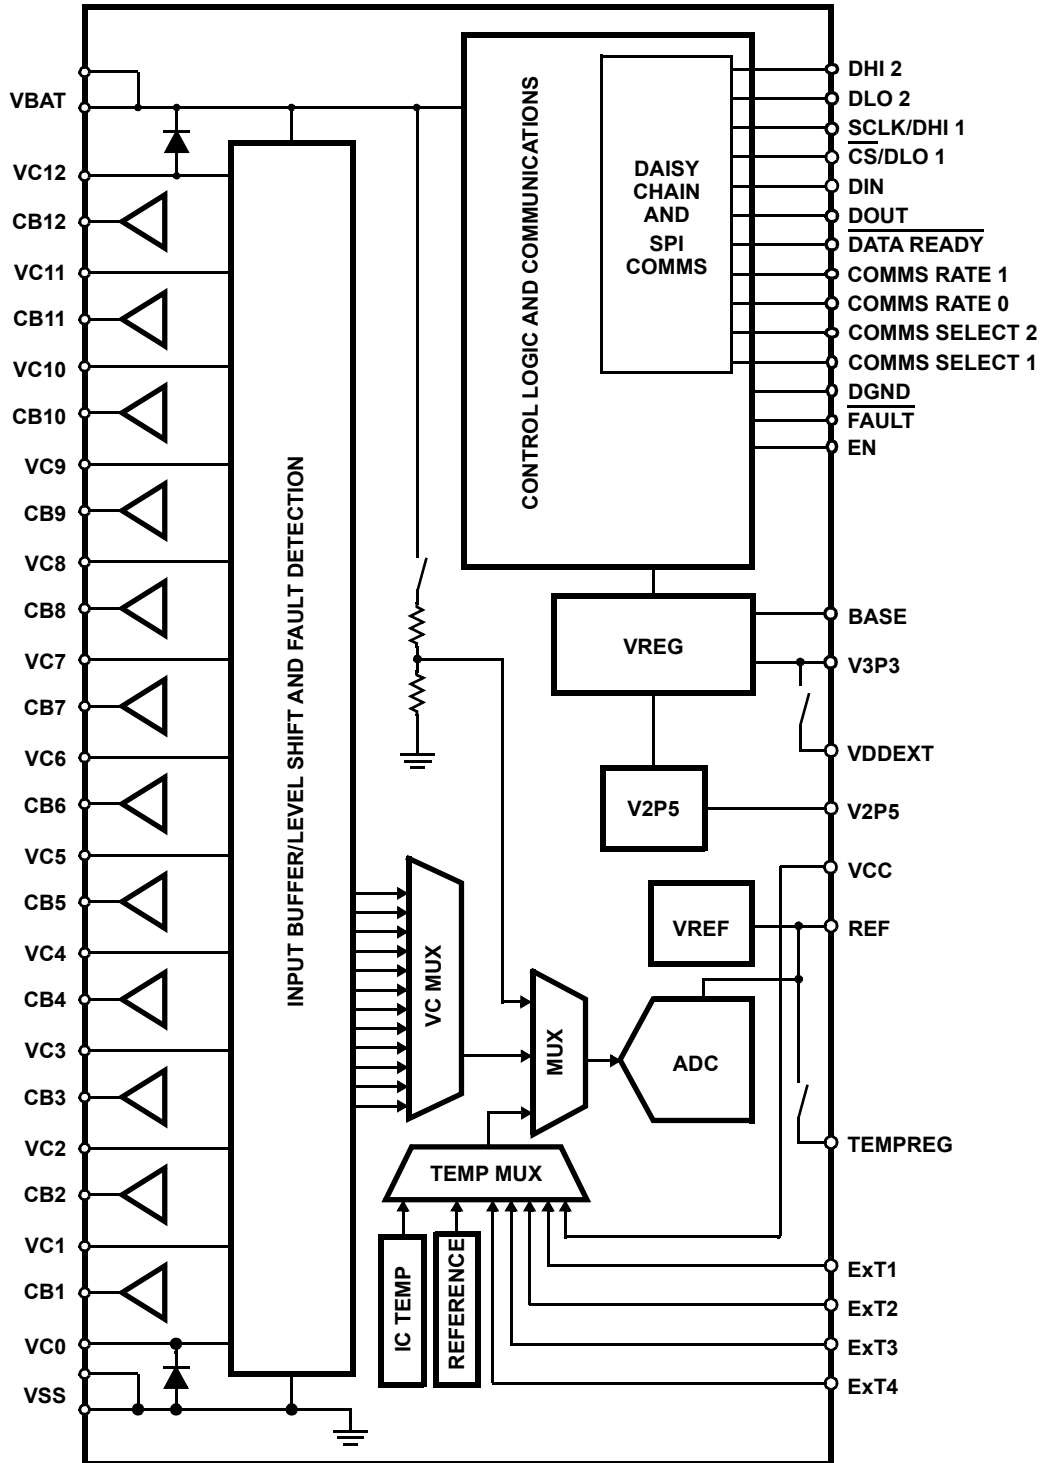 VBAT
VC12
CB12
VC11
CB11
VC10
CB10
VC9
CB9
VC8
CB8
VC7
CB7
VC6
CB6
VC5
CB5
VC4
CB4
VC3
CB3
VC2
CB2
VC1
CB1
VC0
VSS
INPUT BUFFER/LEVEL SHIFT AND FAULT DETECTION
CONTROL LOGIC AND COMMUNICATIONS
DAISY
CHAIN
AND
SPI
COMMS
DHI 2
DLO 2
SCLK/DHI 1
CS/DLO 1
DIN
DOUT
DATA READY
COMMS RATE 1
COMMS RATE 0
COMMS SELECT 2
COMMS SELECT 1
DGND
FAULT
EN
VREG
BASE
V3P3
VDDEXT
V2P5
V2P5
VCC
VREF
REF
VC MUX
MUX
ADC
TEMPREG
TEMP MUX
IC TEMP
REFERENCE
ExT1
ExT2
ExT3
ExT4